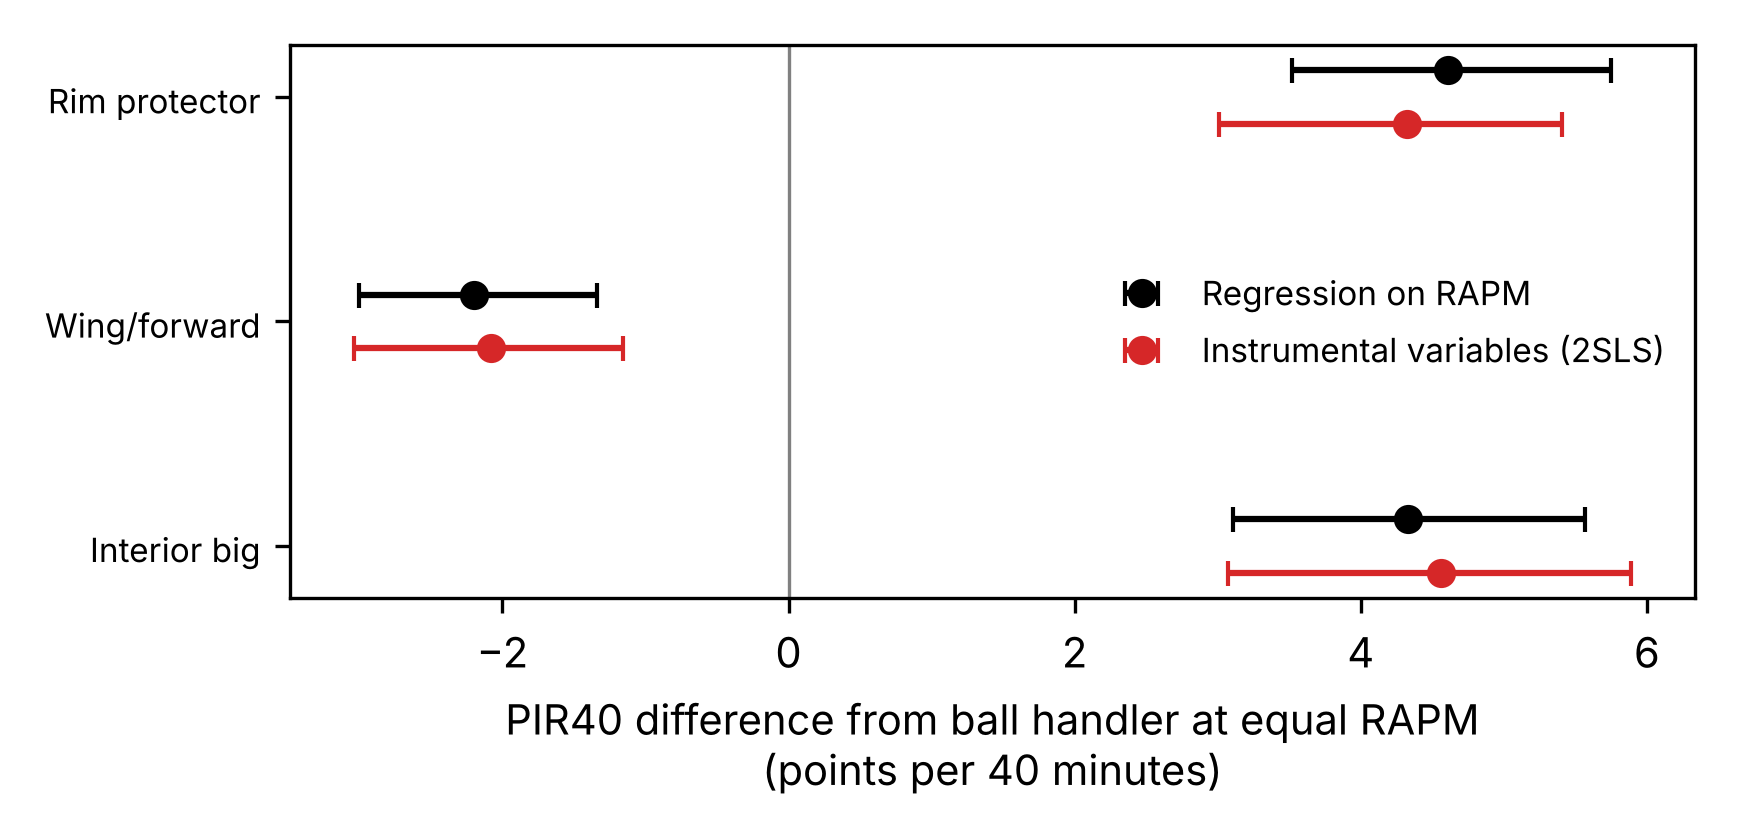 Rim protector
Wing/forward
Interior big
Regression on RAPM
Instrumental variables (2SLS)
−2
0
2
4
6
PIR40 difference from ball handler at equal RAPM
(points per 40 minutes)